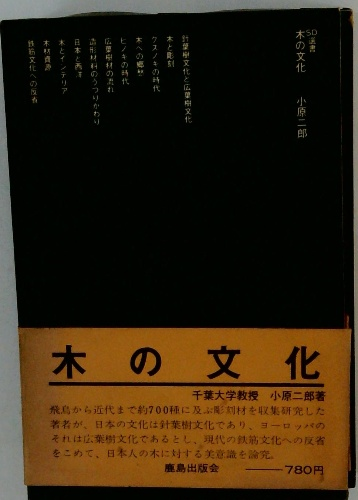 SD選書
木の文化　小原二郎
針葉樹文化と広葉樹文化
木と彫刻
クスノキの時代
木への郷愁
ヒノキの時代
広葉樹材の流れ
造形材料のうつりかわり
日本と西洋
木とインテリア
木材資源
鉄筋文化への反省
木の文化
千葉大学教授　小原二郎著
飛鳥から近代まで約700種に及ぶ彫刻材を収集研究した
著者が、日本の文化は針葉樹文化であり、ヨーロッパの
それは広葉樹文化であるとし、現代の鉄筋文化への反省
をこめて、日本人の木に対する美意識を論究。
鹿島出版会 ——780円